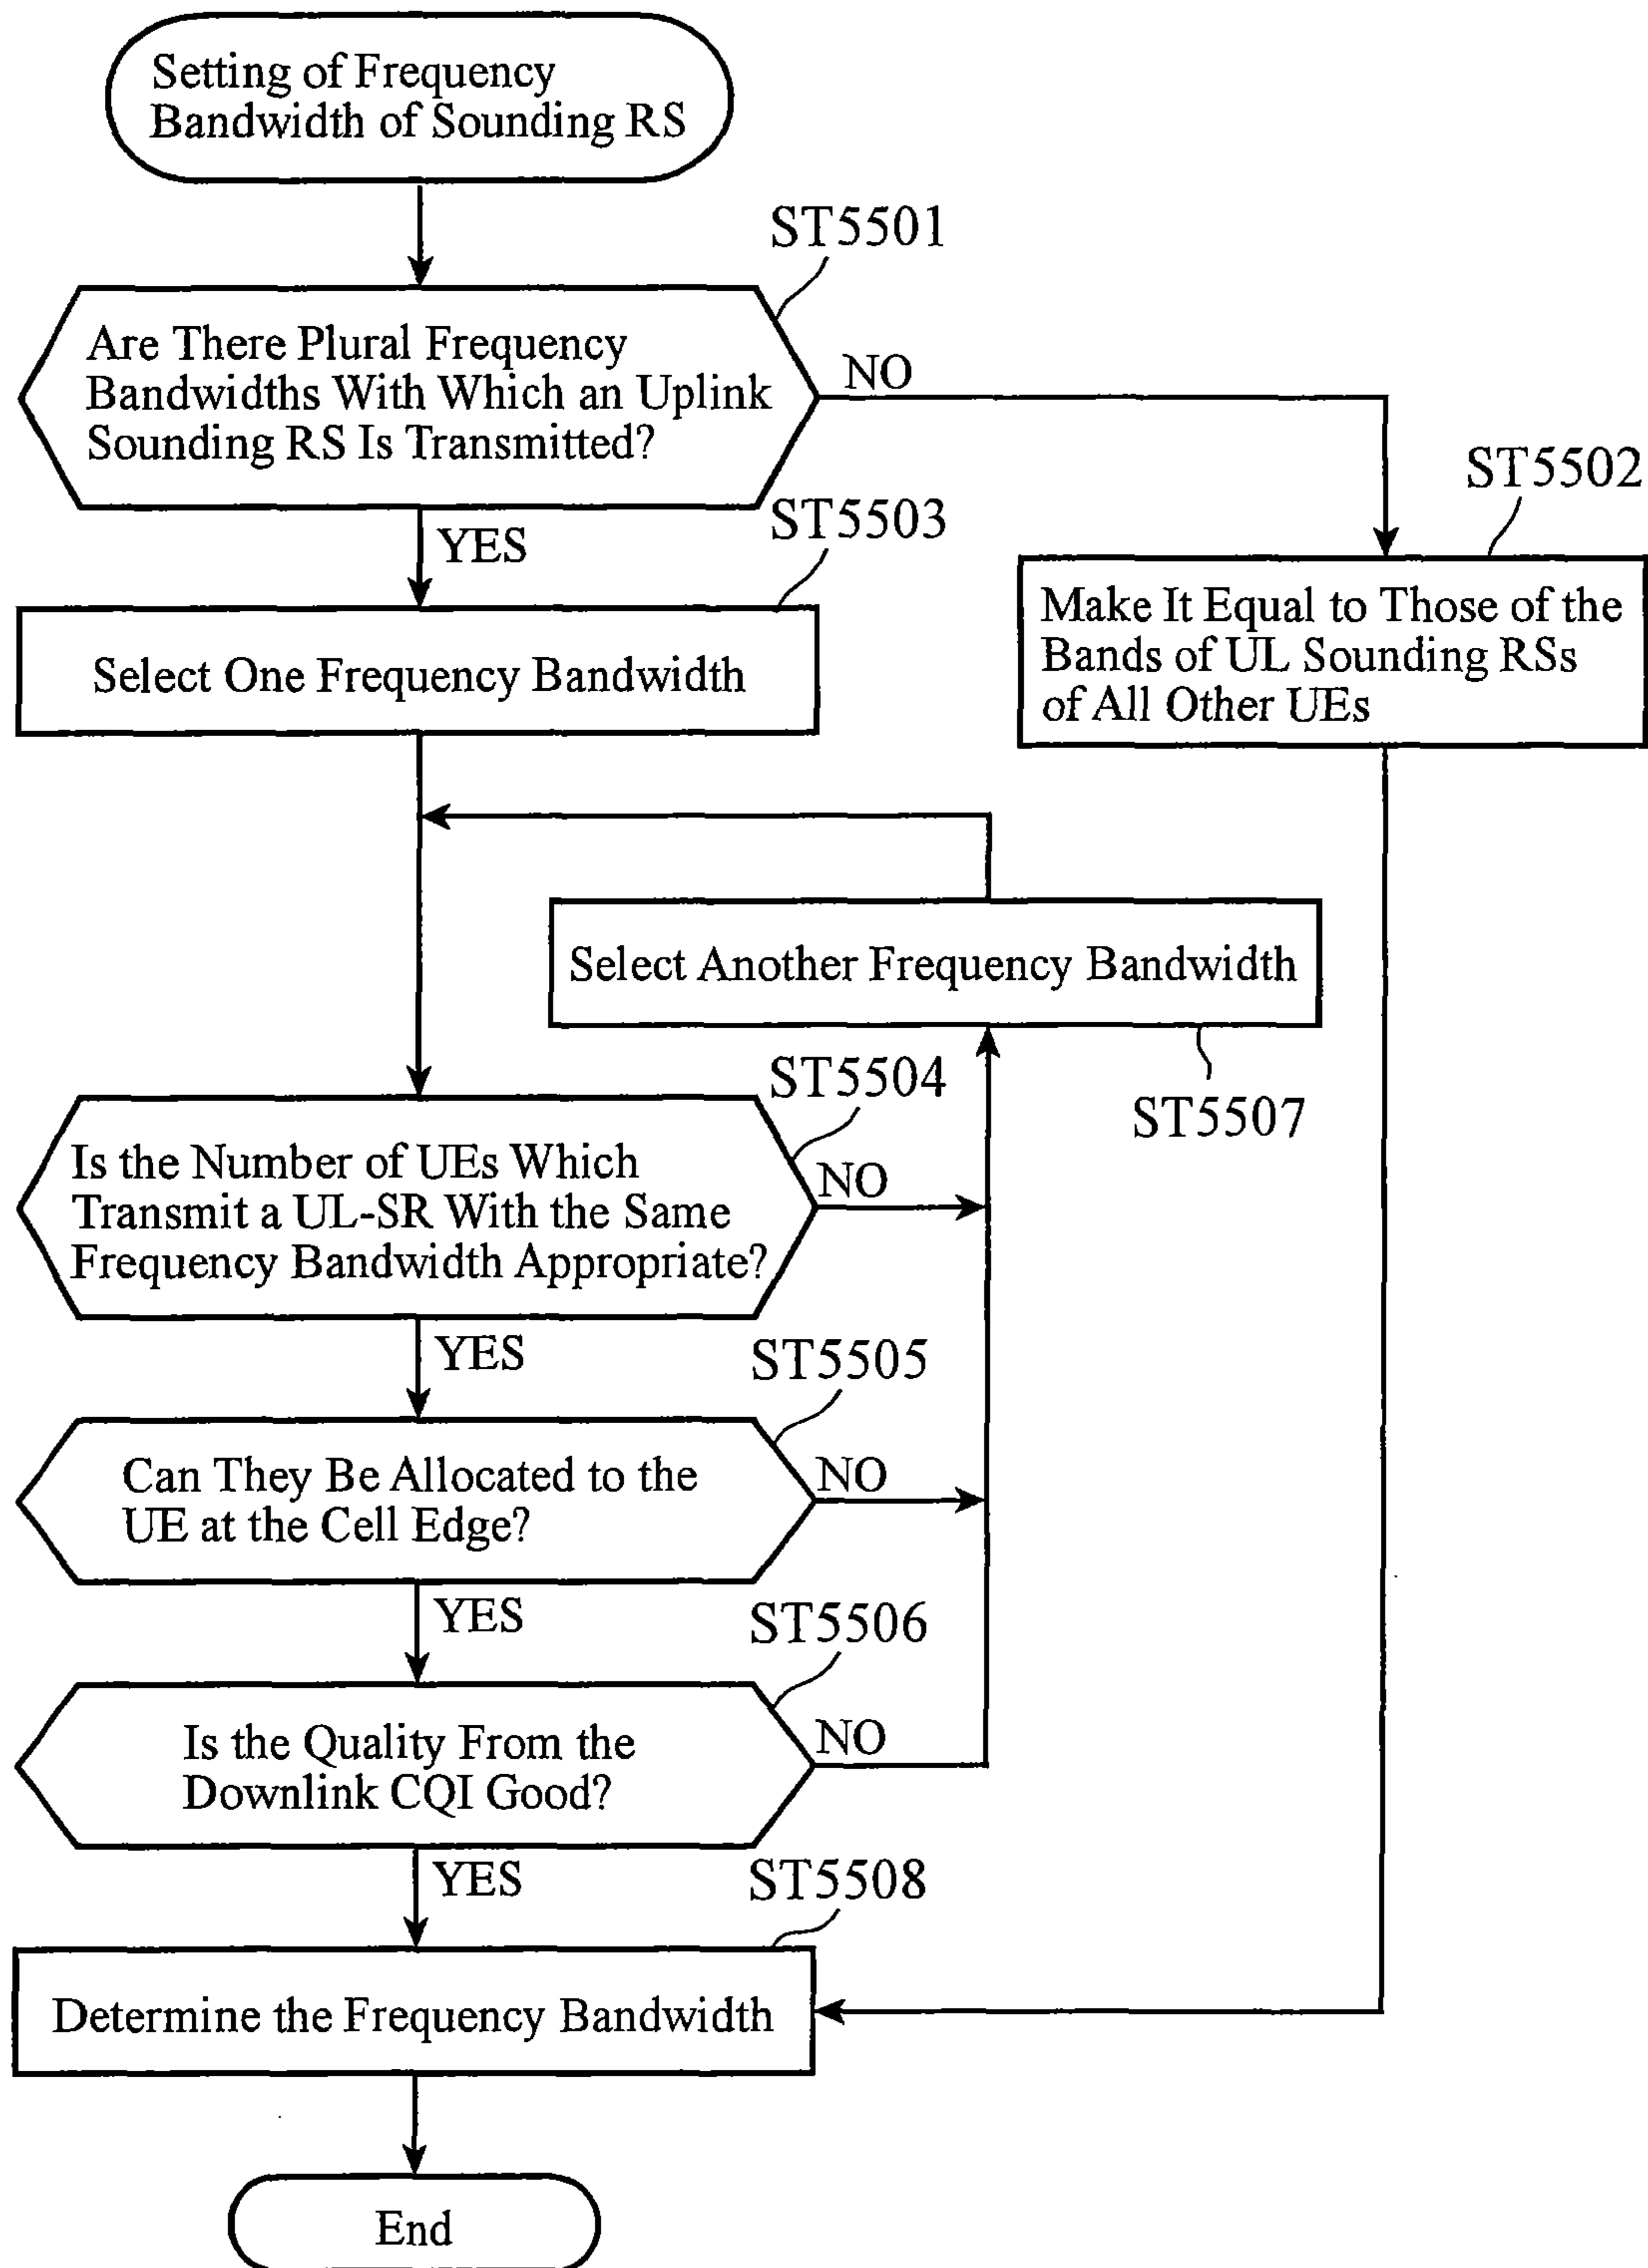 Setting of Frequency
Bandwidth of Sounding RS
ST5501
Are There Plural Frequency
Bandwidths With Which an Uplink
Sounding RS Is Transmitted?
NO
ST5502
YES
ST5503
Make It Equal to Those of the
Bands of UL Sounding RSs
of All Other UEs
Select One Frequency Bandwidth
Select Another Frequency Bandwidth
ST5507
ST5504
Is the Number of UEs Which
Transmit a UL-SR With the Same
Frequency Bandwidth Appropriate?
NO
YES
ST5505
Can They Be Allocated to the
UE at the Cell Edge?
NO
YES
ST5506
Is the Quality From the
Downlink CQI Good?
NO
YES
ST5508
Determine the Frequency Bandwidth
End